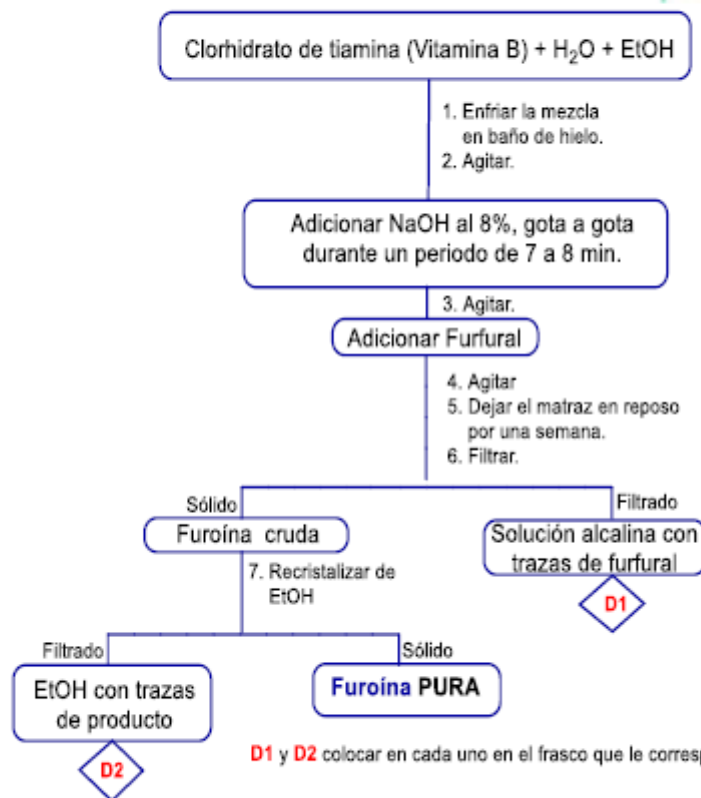 Clorhidrato de tiamina (Vitamina B) + H₂O + EtOH
1. Enfriar la mezcla
en baño de hielo.
2. Agitar.
Adicionar NaOH al 8%, gota a gota
durante un periodo de 7 a 8 min.
3. Agitar.
Adicionar Furfural
4. Agitar
5. Dejar el matraz en reposo
por una semana.
6. Filtrar.
Sólido
Filtrado
Furoína cruda
Solución alcalina con
trazas de furfural
D1
7. Recristalizar de
EtOH
Filtrado
Sólido
EtOH con trazas
de producto
Furoína PURA
D2
D1 y D2 colocar en cada uno en el frasco que le